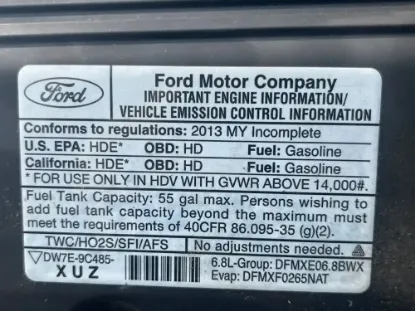 Ford
Ford Motor Company
IMPORTANT ENGINE INFORMATION/
VEHICLE EMISSION CONTROL INFORMATION
Conforms to regulations: 2013 MY Incomplete
U.S. EPA: HDE* OBD: HD Fuel: Gasoline
California: HDE* OBD: HD Fuel: Gasoline
* FOR USE ONLY IN HDV WITH GVWR ABOVE 14,000#.
Fuel Tank Capacity: 55 gal max. Persons wishing to
add fuel tank capacity beyond the maximum must
meet the requirements of 40CFR 86.095-35 (g)(2).
TWC/HO2S/SFI/AFS No adjustments needed.
DW7E-9C485-
XUZ
6.8L-Group: DFMXE06.8BWX
Evap: DFMXF0265NAT